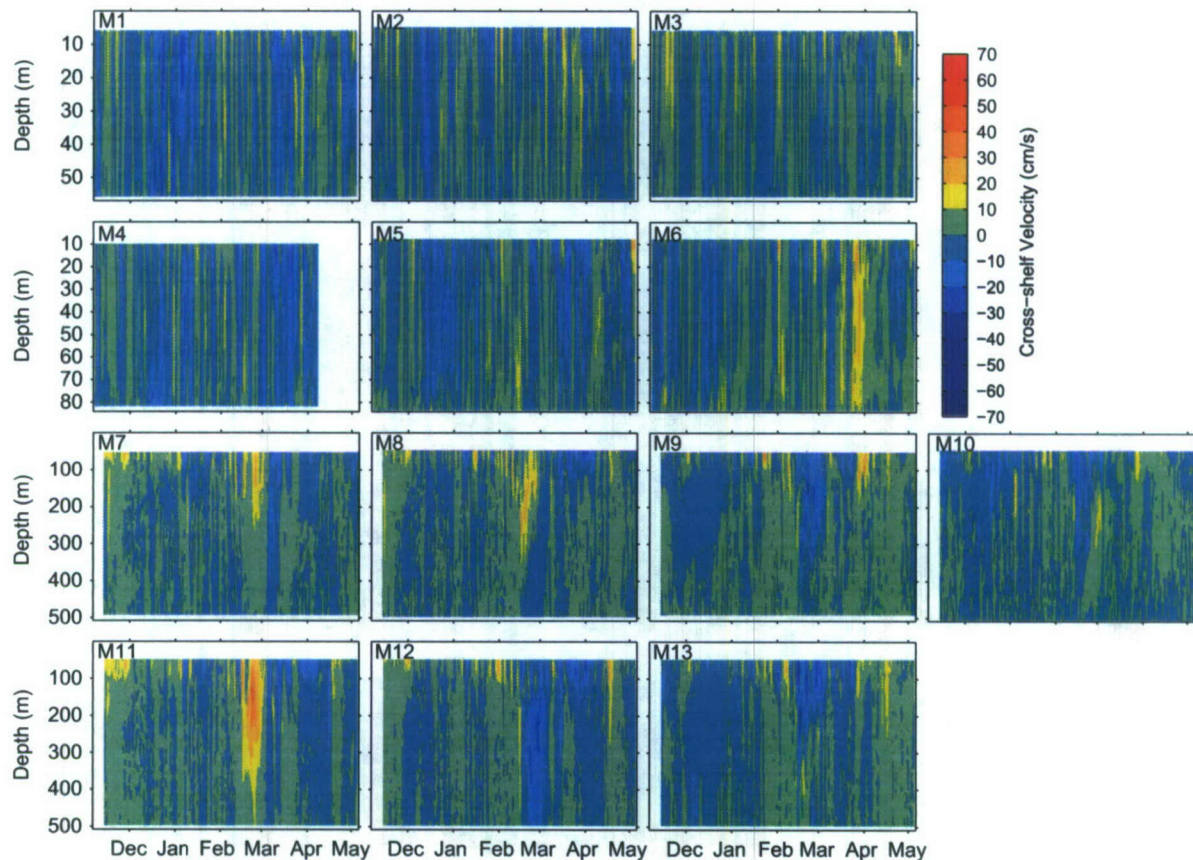 M1
M2
M3
Depth (m)
10
20
30
40
50
70
60
50
40
30
20
10
0
−10
−20
−30
−40
−50
−60
−70
Cross−shelf Velocity (cm/s)
M4
M5
M6
Depth (m)
10
20
30
40
50
60
70
80
M7
M8
M9
M10
Depth (m)
100
200
300
400
500
M11
M12
M13
Depth (m)
100
200
300
400
500
Dec Jan Feb Mar Apr May
Dec Jan Feb Mar Apr May
Dec Jan Feb Mar Apr May